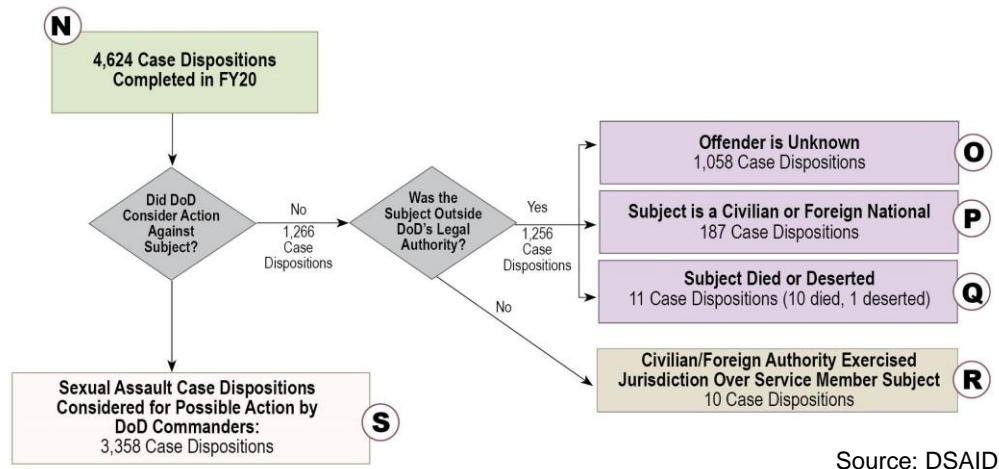 N
4,624 Case Dispositions
Completed in FY20
Did DoD
Consider Action
Against
Subject?
No
1,266
Case
Dispositions
Was the
Subject Outside
DoD's Legal
Authority?
Yes
1,256
Case
Dispositions
No
Offender is Unknown
1,058 Case Dispositions
O
Subject is a Civilian or Foreign National
187 Case Dispositions
P
Subject Died or Deserted
11 Case Dispositions (10 died, 1 deserted)
Q
Civilian/Foreign Authority Exercised
Jurisdiction Over Service Member Subject
10 Case Dispositions
R
Sexual Assault Case Dispositions
Considered for Possible Action by
DoD Commanders:
3,358 Case Dispositions
S
Source: DSAID